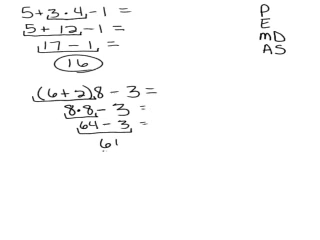 5 + 3 · 4 - 1 =
5 + 12 - 1 =
17 - 1 =
16
(6 + 2) · 8 - 3 =
8 · 8 - 3 =
64 - 3 =
61
P
E
MD
AS